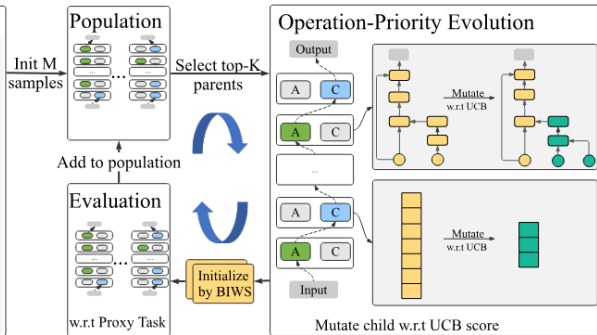 Population
...
...
...
Init M
samples
Select top-K
parents
Add to population
Evaluation
...
...
...
w.r.t Proxy Task
Initialize
by BIWS
Operation-Priority Evolution
Output
A C
A C
...
A C
A C
Input
Mutate
w.r.t UCB
Mutate
w.r.t UCB
Mutate child w.r.t UCB score